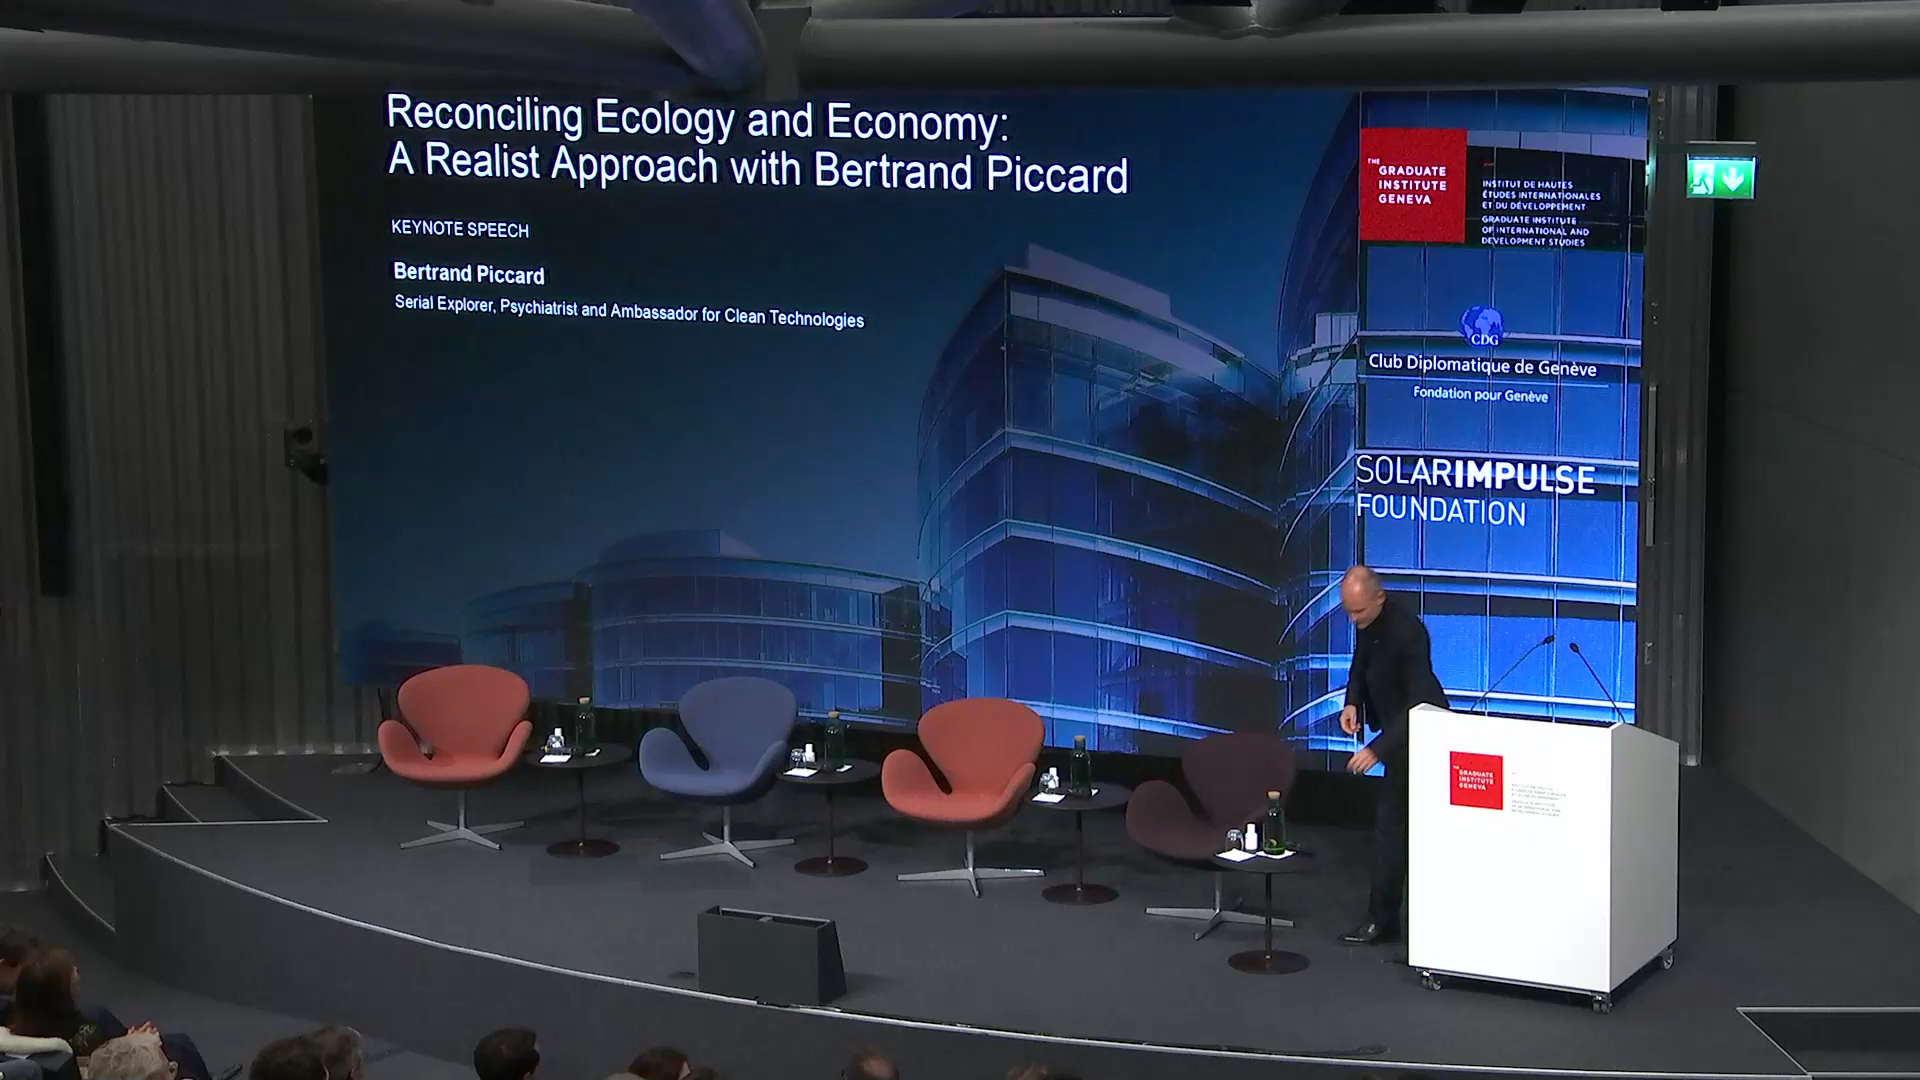 Reconciling Ecology and Economy:
A Realist Approach with Bertrand Piccard
KEYNOTE SPEECH
Bertrand Piccard
Serial Explorer, Psychiatrist and Ambassador for Clean Technologies
THE
GRADUATE
INSTITUTE
GENEVA
INSTITUT DE HAUTES
ÉTUDES INTERNATIONALES
ET DU DÉVELOPPEMENT
GRADUATE INSTITUTE
OF INTERNATIONAL AND
DEVELOPMENT STUDIES
CDG
Club Diplomatique de Genève
Fondation pour Genève
SOLARIMPULSE
FOUNDATION
THE
GRADUATE
INSTITUTE
GENEVA